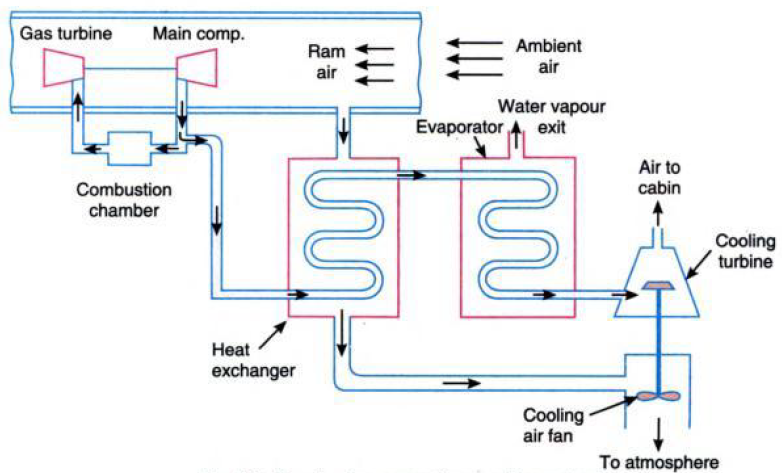 Gas turbine
Main comp.
Ram
air
Ambient
air
Combustion
chamber
Evaporator
Water vapour
exit
Air to
cabin
Cooling
turbine
Heat
exchanger
Cooling
air fan
To atmosphere